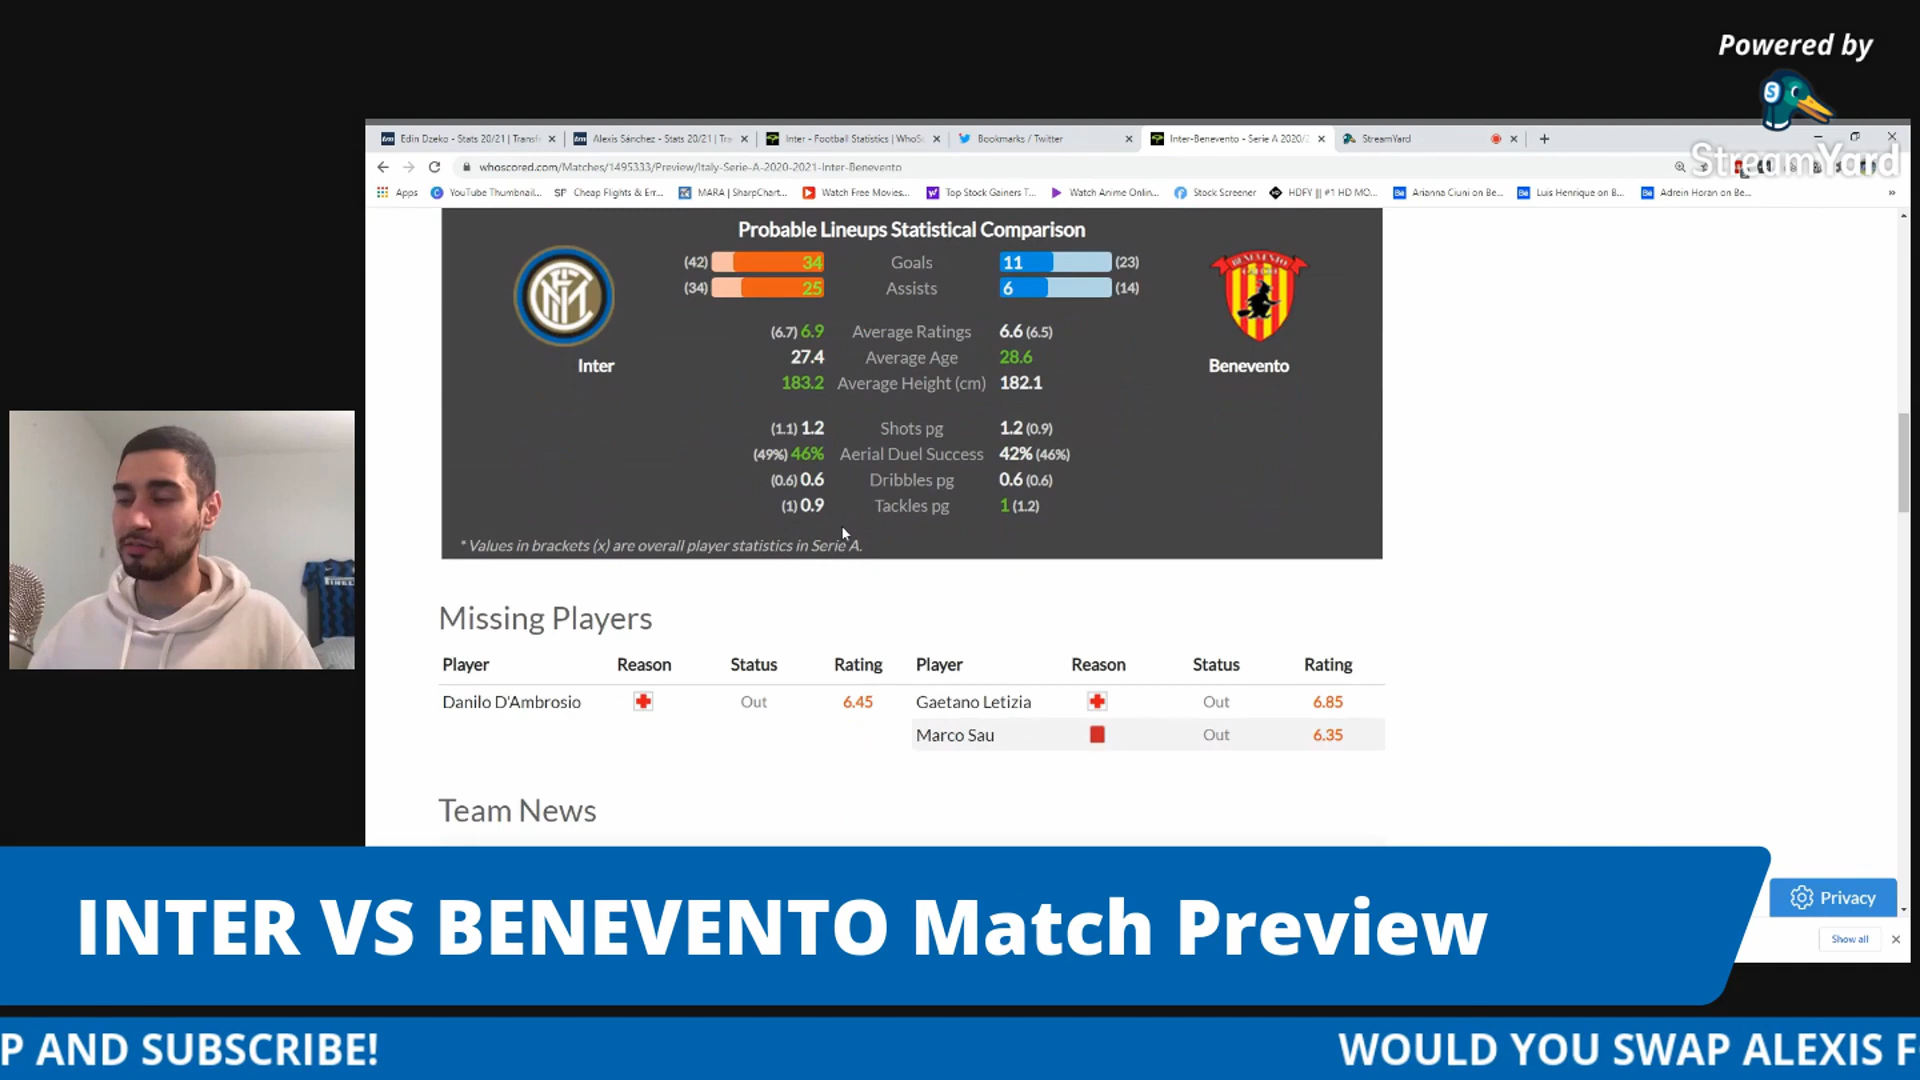 Powered by
StreamYard
Edin Dzeko - Stats 20/21 | Transf
Alexis Sánchez - Stats 20/21 | Tra
Inter - Football Statistics | WhoSc
Bookmarks / Twitter
Inter-Benevento - Serie A 2020/2
StreamYard
whoscored.com/Matches/1495333/Preview/Italy-Serie-A-2020-2021-Inter-Benevento
Apps
YouTube Thumbnail...
Cheap Flights & Err...
MARA | SharpChart...
Watch Free Movies...
Top Stock Gainers T...
Watch Anime Onlin...
Stock Screener
HDFY ||| #1 HD MO...
Arianna Ciuni on Be...
Luis Henrique on B...
Adrein Horan on Be...
Probable Lineups Statistical Comparison
(42) 34 Goals 11 (23)
(34) 25 Assists 6 (14)
Inter
Benevento
(6.7) 6.9 Average Ratings 6.6 (6.5)
27.4 Average Age 28.6
183.2 Average Height (cm) 182.1
(1.1) 1.2 Shots pg 1.2 (0.9)
(49%) 46% Aerial Duel Success 42% (46%)
(0.6) 0.6 Dribbles pg 0.6 (0.6)
(1) 0.9 Tackles pg 1 (1.2)
* Values in brackets (x) are overall player statistics in Serie A.
Missing Players
Player Reason Status Rating Player Reason Status Rating
Danilo D'Ambrosio Out 6.45 Gaetano Letizia Out 6.85
Marco Sau Out 6.35
Team News
Privacy
Show all
INTER VS BENEVENTO Match Preview
P AND SUBSCRIBE!
WOULD YOU SWAP ALEXIS F